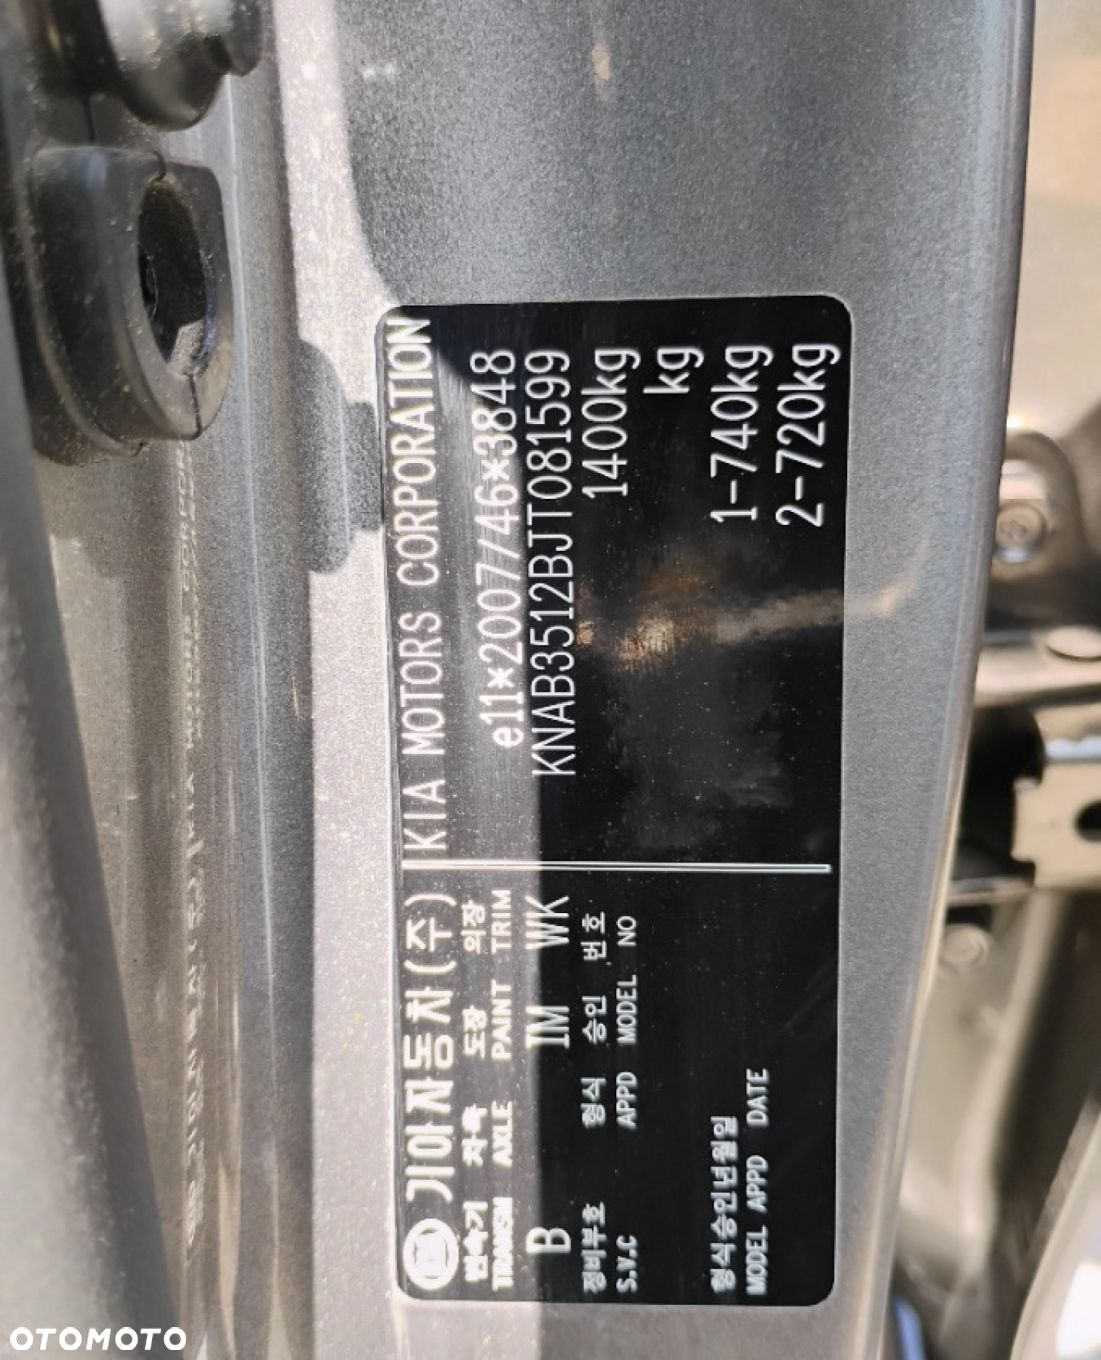 KIA 기아자동차(주) KIA MOTORS CORPORATION
변속기 차축 도장 의장
TRANSM AXLE PAINT TRIM
e11*2007/46*3848
B IM WK
KNAB3512BJT081599
정비부호 형식 승인 번호
S.V.C APPD MODEL NO
1400kg
kg
형식승인년월일
MODEL APPD DATE
1-740kg
2-720kg
OTOMOTO